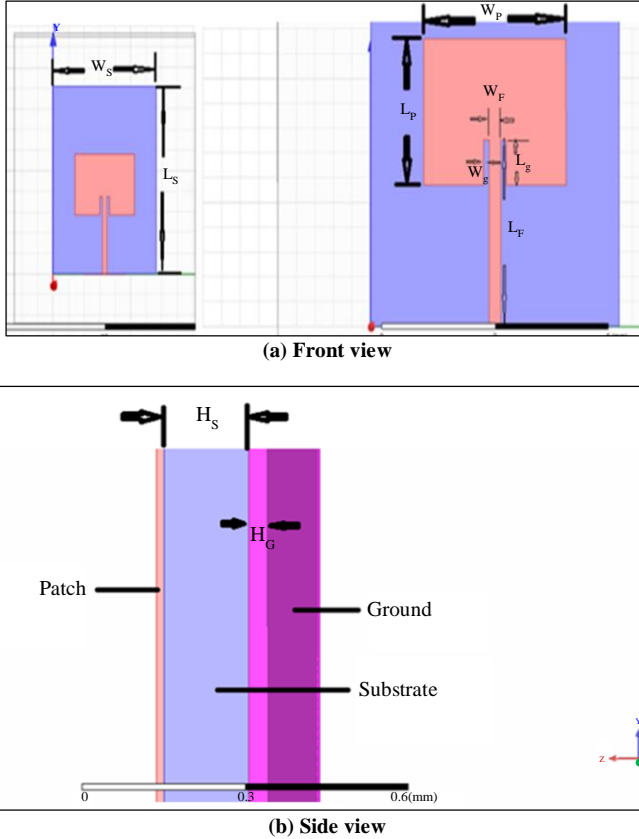 Y
W_S
L_S
W_P
L_P
W_F
W_g
L_g
L_F
(a) Front view
H_S
H_G
Patch
Ground
Substrate
Y
Z
0
0.3
0.6(mm)
(b) Side view